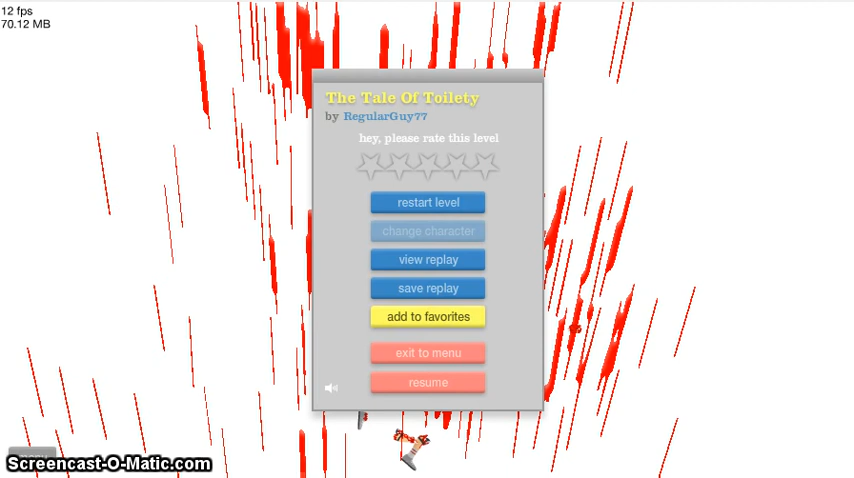 12 fps
70.12 MB
The Tale Of Toilety
by RegularGuy77
hey, please rate this level
restart level
change character
view replay
save replay
add to favorites
exit to menu
resume
Screencast-O-Matic.com